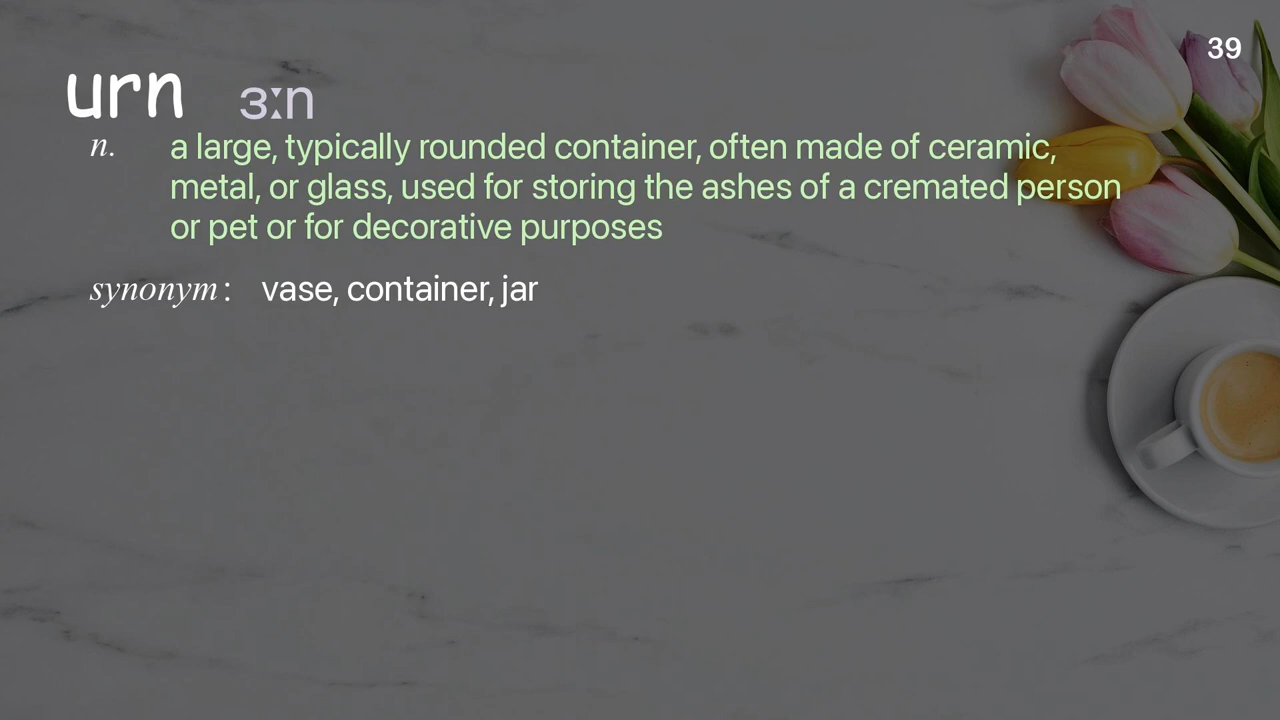 39
urn ɜːn
n. a large, typically rounded container, often made of ceramic,
metal, or glass, used for storing the ashes of a cremated person
or pet or for decorative purposes
synonym : vase, container, jar